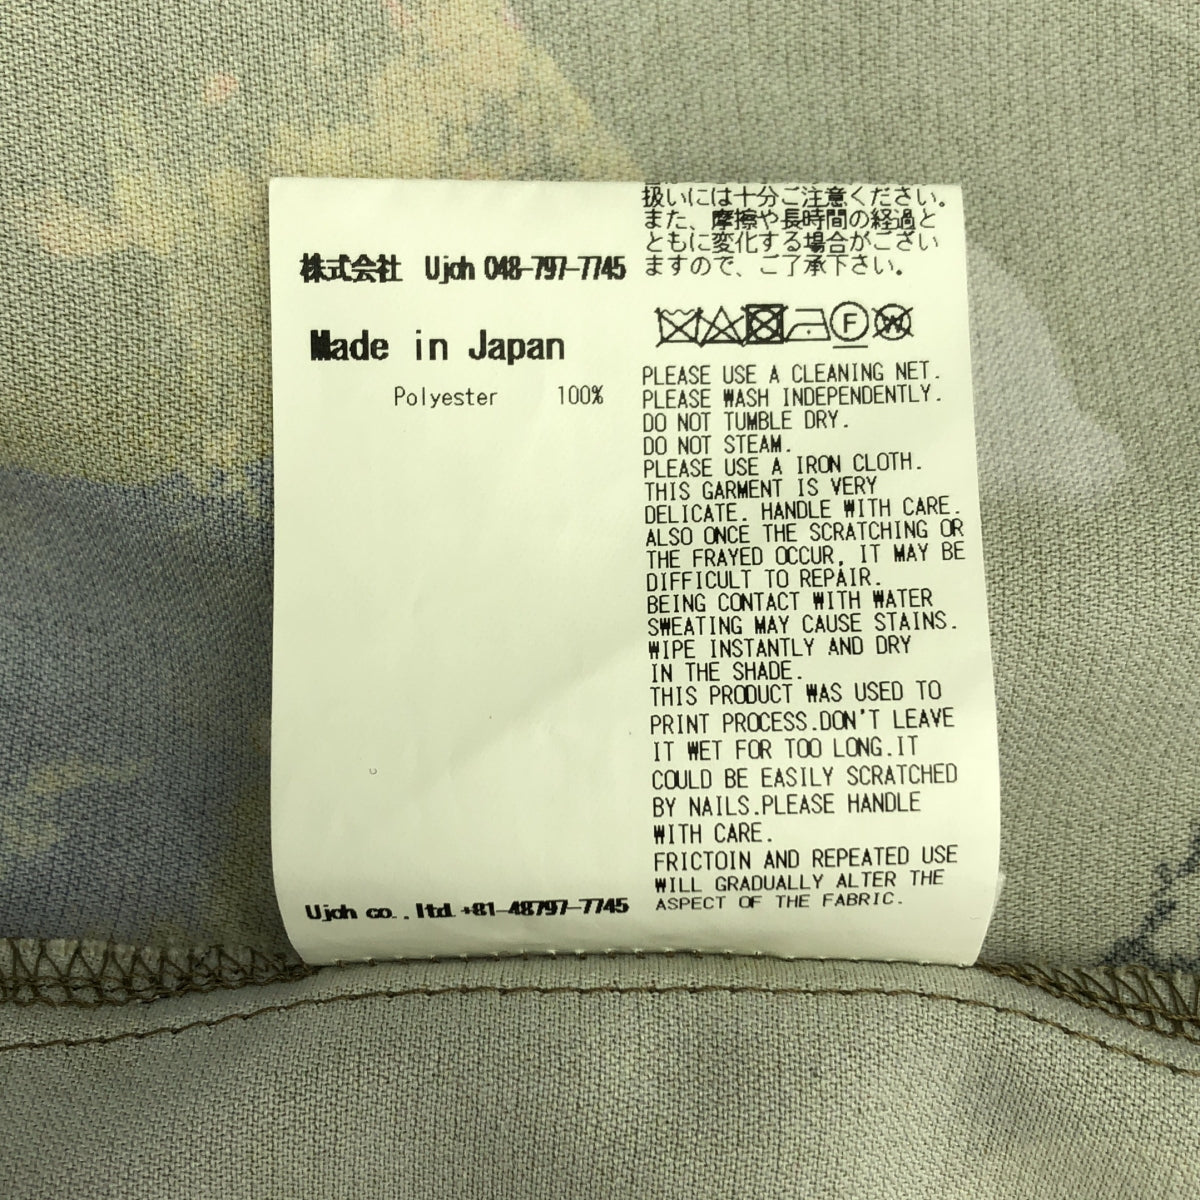 株式会社 Ujoh 048-797-7745
Made in Japan
Polyester 100%
Ujoh co.,ltd.+81-48797-7745
扱いには十分ご注意ください。
また、摩擦や長時間の経過と
ともに変化する場合がござい
ますので、ご了承下さい。
F W
PLEASE USE A CLEANING NET.
PLEASE WASH INDEPENDENTLY.
DO NOT TUMBLE DRY.
DO NOT STEAM.
PLEASE USE A IRON CLOTH.
THIS GARMENT IS VERY
DELICATE. HANDLE WITH CARE.
ALSO ONCE THE SCRATCHING OR
THE FRAYED OCCUR, IT MAY BE
DIFFICULT TO REPAIR.
BEING CONTACT WITH WATER
SWEATING MAY CAUSE STAINS.
WIPE INSTANTLY AND DRY
IN THE SHADE.
THIS PRODUCT WAS USED TO
PRINT PROCESS.DON'T LEAVE
IT WET FOR TOO LONG.IT
COULD BE EASILY SCRATCHED
BY NAILS.PLEASE HANDLE
WITH CARE.
FRICTOIN AND REPEATED USE
WILL GRADUALLY ALTER THE
ASPECT OF THE FABRIC.